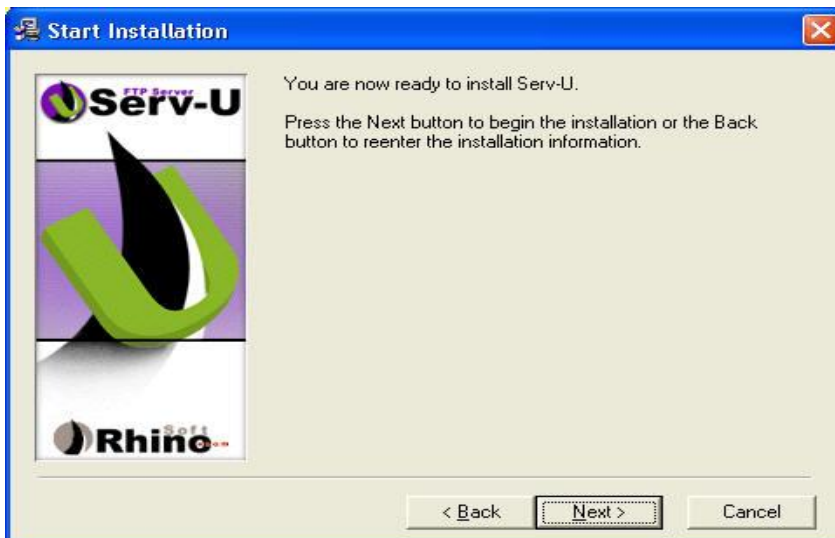 Start Installation
FTP Server
Serv-U
You are now ready to install Serv-U.
Press the Next button to begin the installation or the Back
button to reenter the installation information.
Rhino
Soft
< Back
Next >
Cancel